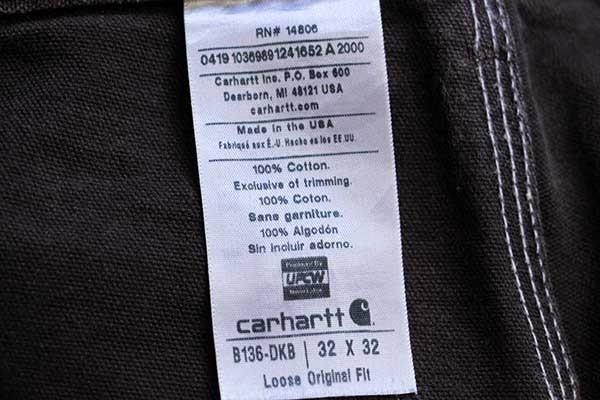 RN# 14806
0419 1036989 1241652 A 2000
Carhartt Inc. P.O. Box 600
Dearborn, MI 48121 USA
carhartt.com
Made in the USA
Fabriqué aux É.-U. Hecho en los EE.UU.
100% Cotton.
Exclusive of trimming.
100% Coton.
Sans garniture.
100% Algodón
Sin incluir adorno.
Produced By
UFCW
carhartt
B136-DKB | 32 X 32
Loose Original Fit